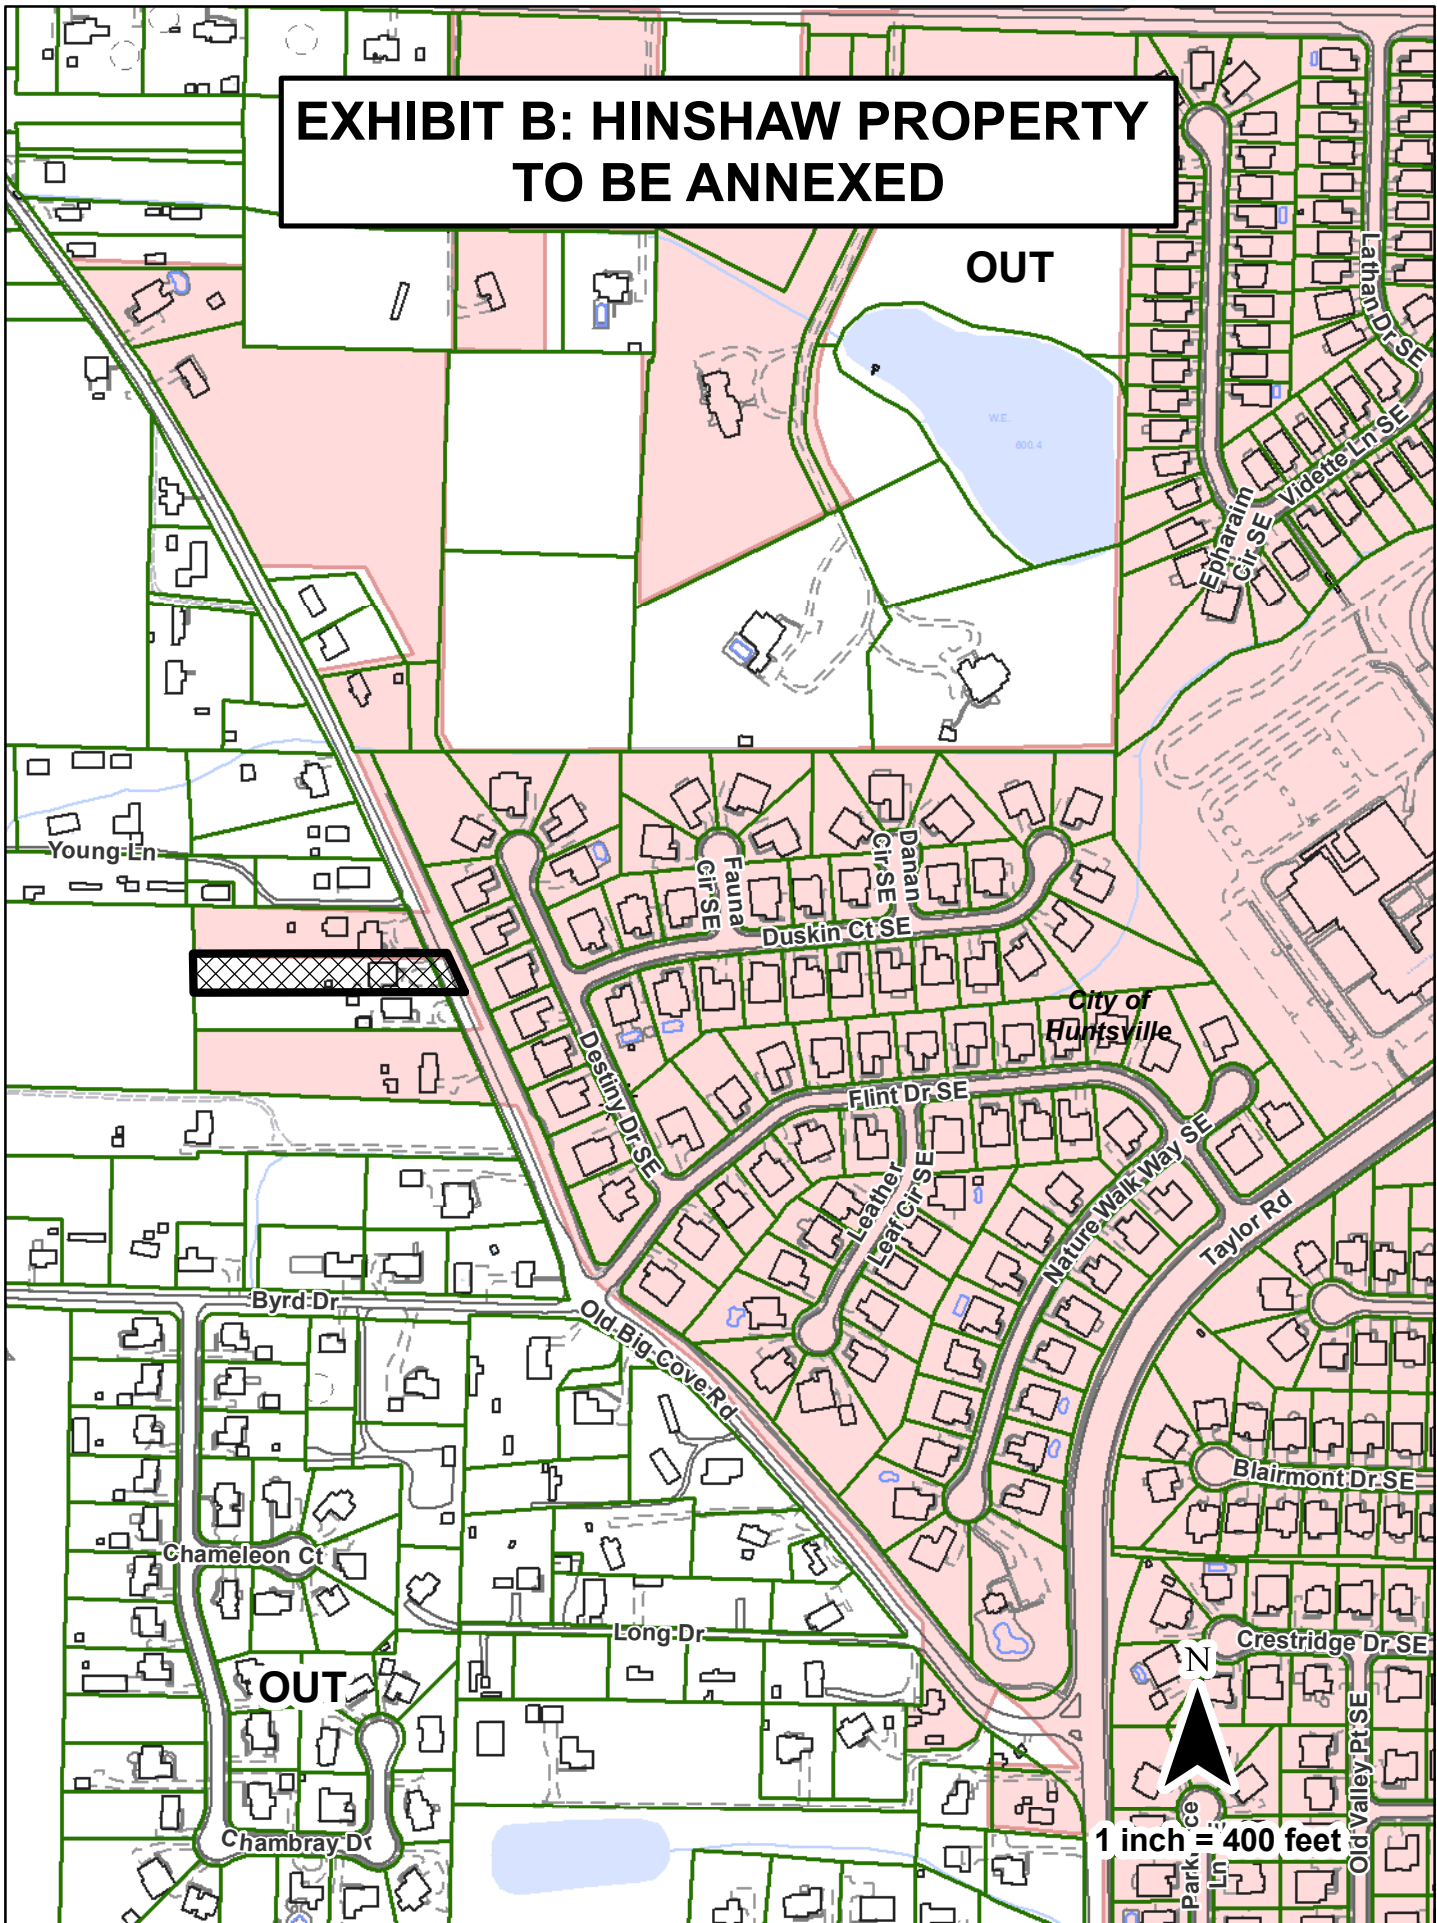 EXHIBIT B: HINSHAW PROPERTY
TO BE ANNEXED
OUT
Lathan Dr SE
W.E.
600.4
Vidette Ln SE
Epharaim
Cir SE
Young Ln
Fauna
Cir SE
Danan
Cir SE
Duskin Ct SE
City of
Huntsville
Destiny Dr SE
Flint Dr SE
Leather
Leaf Cir SE
Nature Walk Way SE
Taylor Rd
Byrd Dr
Old Big Cove Rd
Blairmont Dr SE
Chameleon Ct
Long Dr
Crestridge Dr SE
N
OUT
Old Valley Pt SE
Chambray Dr
1 inch = 400 feet
Ln